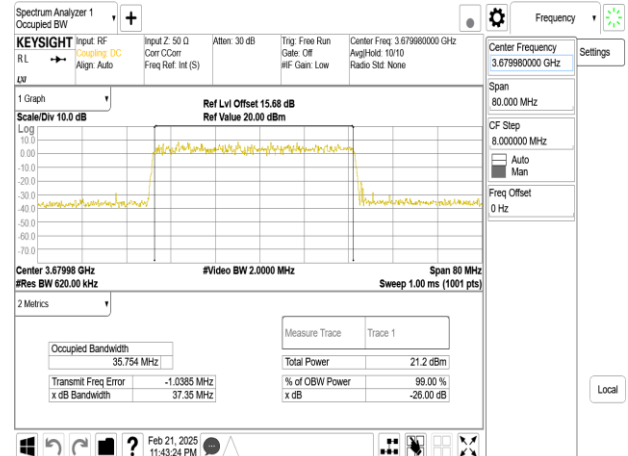 Spectrum Analyzer 1
Occupied BW
Frequency
KEYSIGHT
RL
LXI
Input: RF
Coupling: DC
Align: Auto
Input Z: 50 Ω
Corr CCorr
Freq Ref: Int (S)
Atten: 30 dB
Trig: Free Run
Gate: Off
#IF Gain: Low
Center Freq: 3.679980000 GHz
Avg|Hold: 10/10
Radio Std: None
Center Frequency
3.679980000 GHz
Settings
Span
80.000 MHz
CF Step
8.000000 MHz
Auto
Man
Freq Offset
0 Hz
Local
1 Graph
Scale/Div 10.0 dB
Ref Lvl Offset 15.68 dB
Ref Value 20.00 dBm
Log
10.0
0.00
-10.0
-20.0
-30.0
-40.0
-50.0
-60.0
-70.0
Center 3.67998 GHz
#Video BW 2.0000 MHz
Span 80 MHz
#Res BW 620.00 kHz
Sweep 1.00 ms (1001 pts)
2 Metrics
Measure Trace
Trace 1
Occupied Bandwidth
35.754 MHz
Total Power
21.2 dBm
Transmit Freq Error
-1.0385 MHz
% of OBW Power
99.00 %
x dB Bandwidth
37.35 MHz
x dB
-26.00 dB
Feb 21, 2025
11:43:24 PM